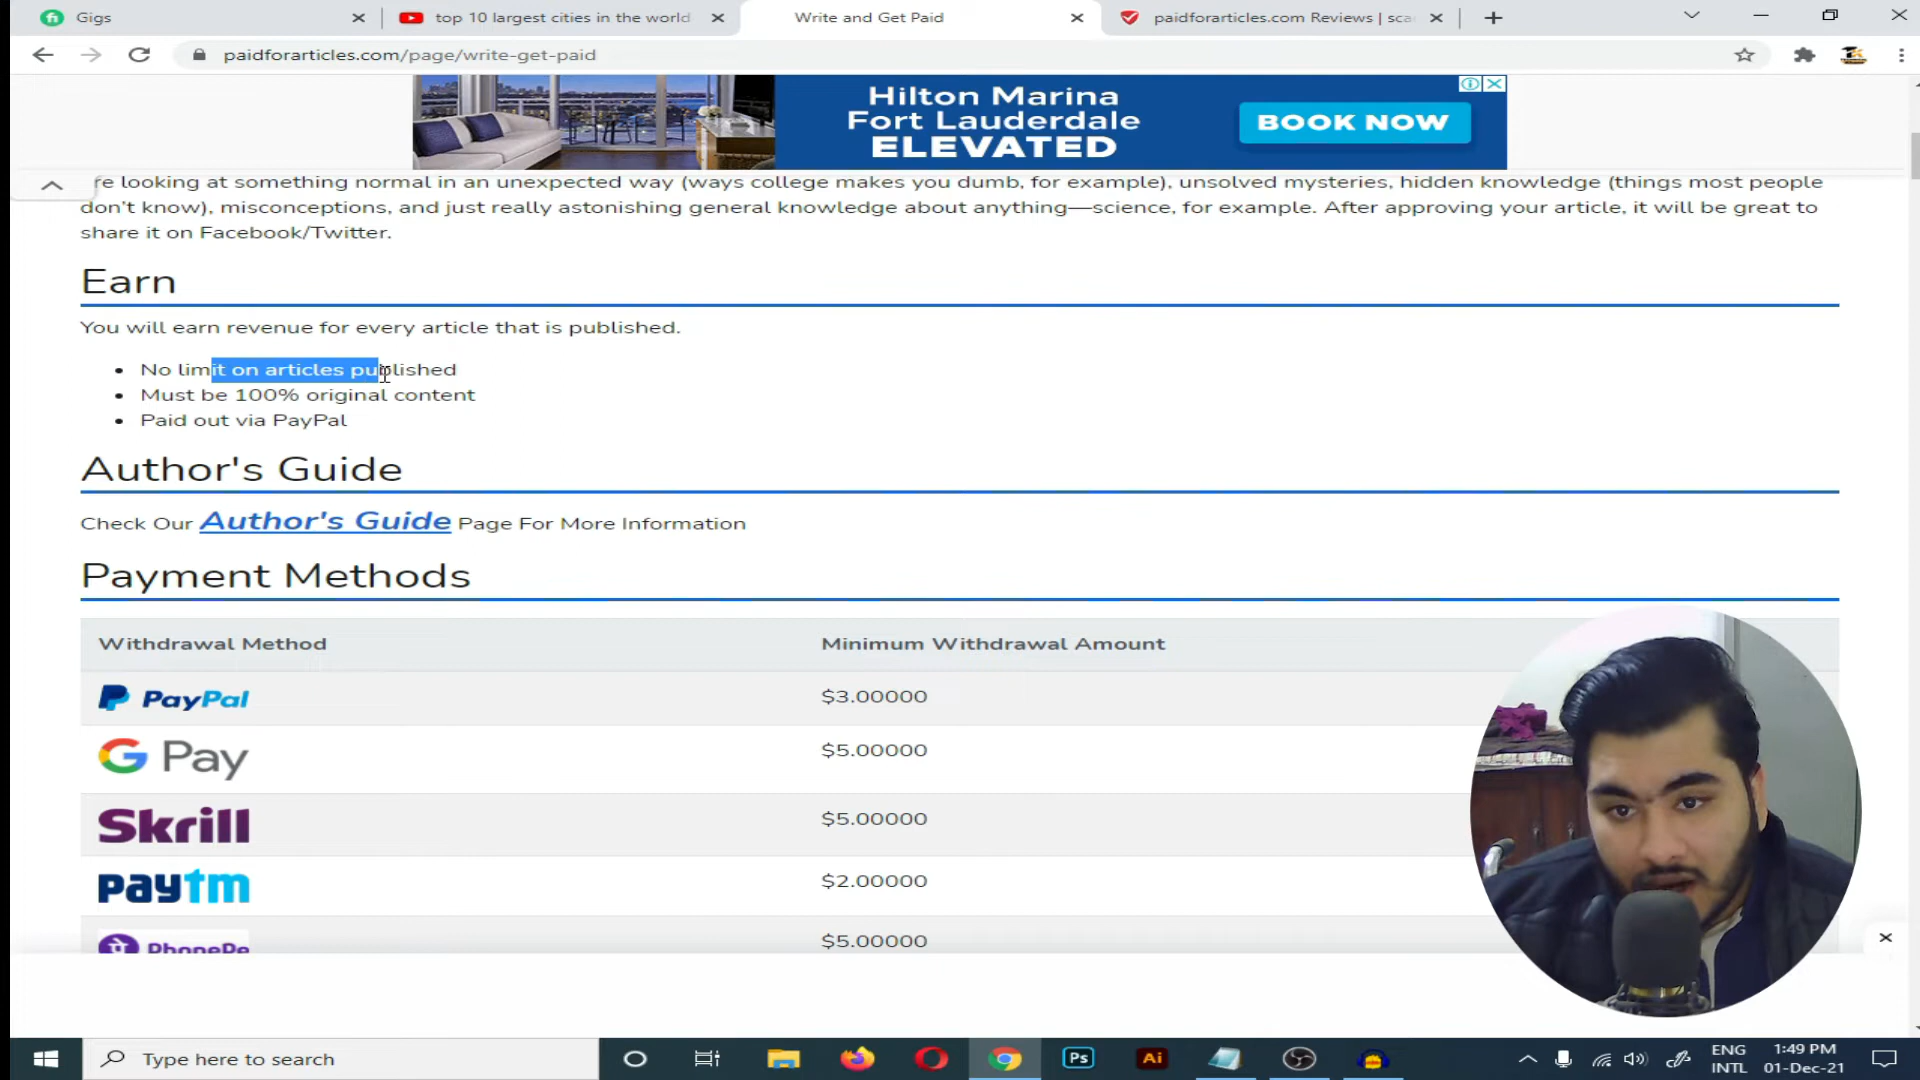 Gigs
top 10 largest cities in the world
Write and Get Paid
paidforarticles.com Reviews | sca
paidforarticles.com/page/write-get-paid
Hilton Marina
Fort Lauderdale
ELEVATED
BOOK NOW
re looking at something normal in an unexpected way (ways college makes you dumb, for example), unsolved mysteries, hidden knowledge (things most people
don't know), misconceptions, and just really astonishing general knowledge about anything—science, for example. After approving your article, it will be great to
share it on Facebook/Twitter.
Earn
You will earn revenue for every article that is published.
No limit on articles published
Must be 100% original content
Paid out via PayPal
Author's Guide
Check Our Author's Guide Page For More Information
Payment Methods
Withdrawal Method Minimum Withdrawal Amount
PayPal $3.00000
G Pay $5.00000
Skrill $5.00000
paytm $2.00000
PhonePe $5.00000
Type here to search
Ps
Ai
ENG
INTL
1:49 PM
01-Dec-21